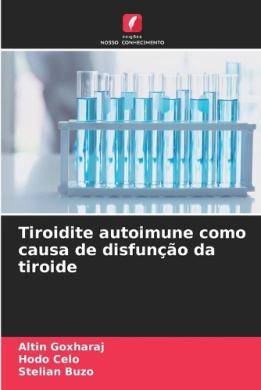 edições
NOSSO CONHECIMENTO
Tiroidite autoimune como
causa de disfunção da
tiroide
Altin Goxharaj
Hodo Celo
Stelian Buzo